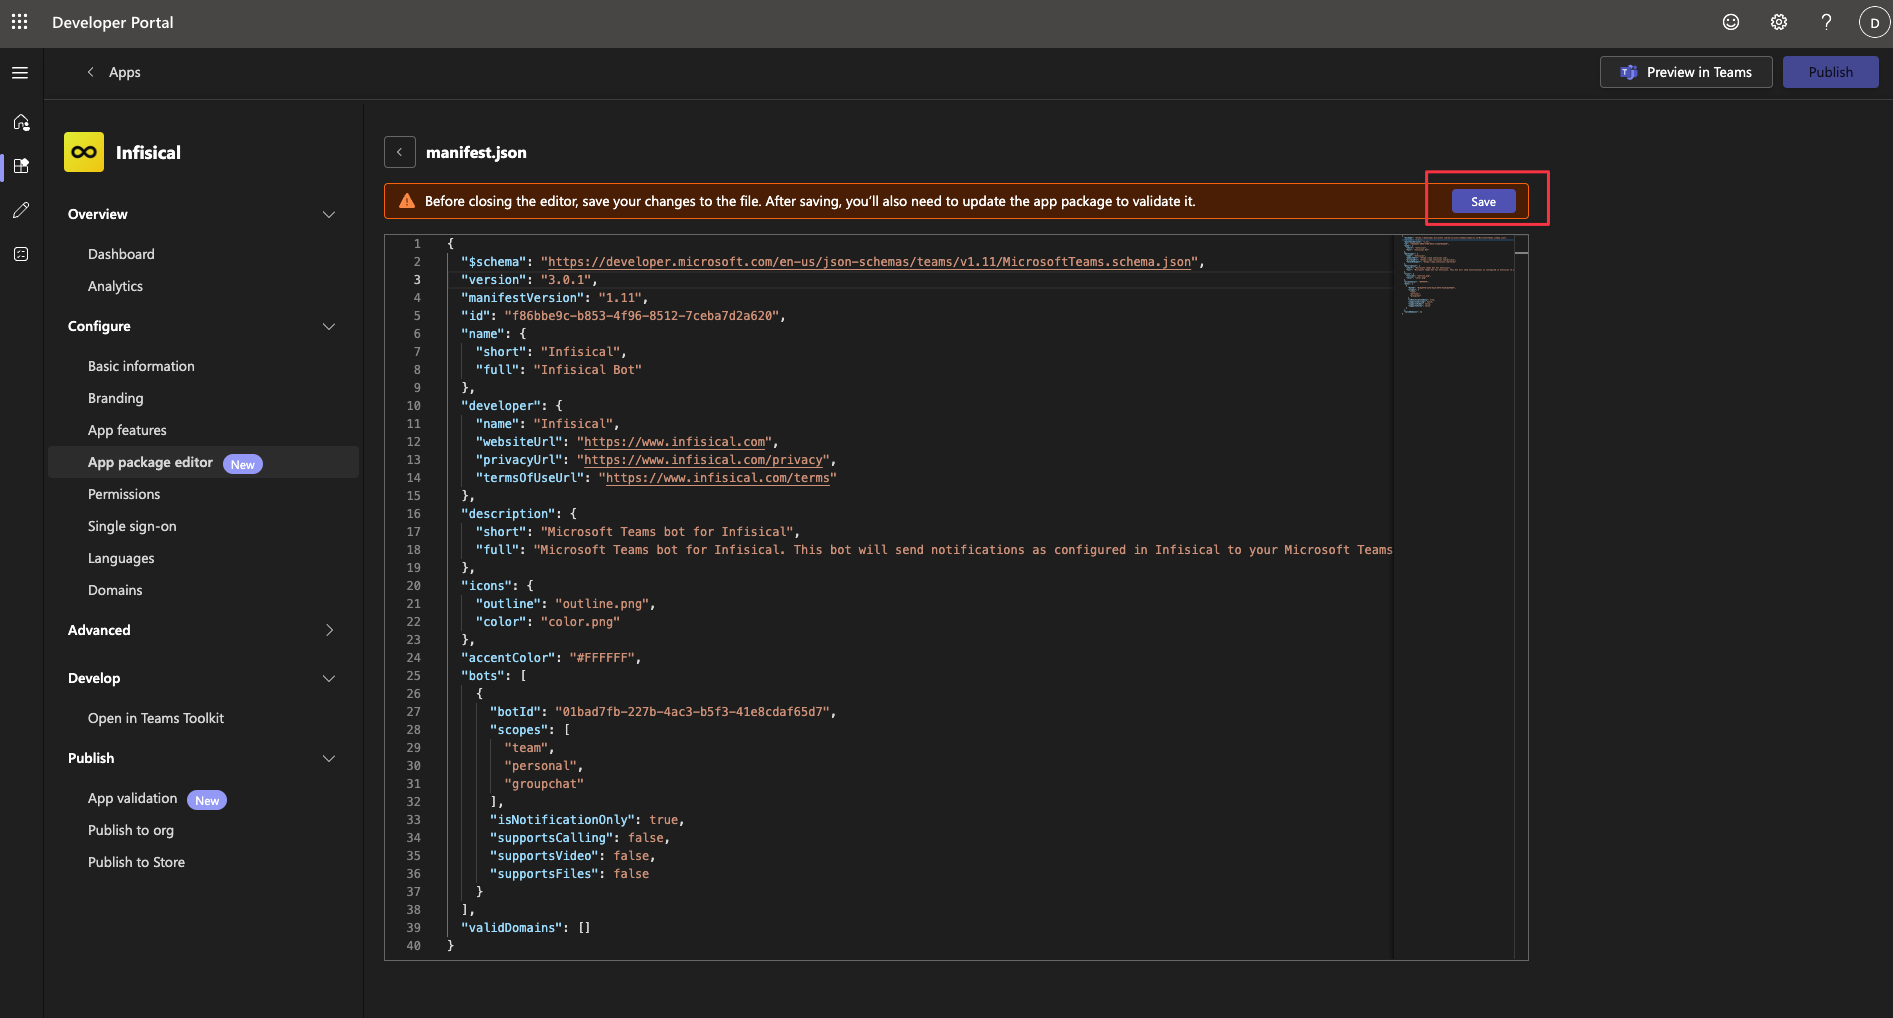 Developer Portal
?
D
Apps
Preview in Teams
Publish
Infisical
Overview
Dashboard
Analytics
Configure
Basic information
Branding
App features
App package editor New
Permissions
Single sign-on
Languages
Domains
Advanced
Develop
Open in Teams Toolkit
Publish
App validation New
Publish to org
Publish to Store
manifest.json
Before closing the editor, save your changes to the file. After saving, you'll also need to update the app package to validate it.
Save
1 {
2 "$schema": "https://developer.microsoft.com/en-us/json-schemas/teams/v1.11/MicrosoftTeams.schema.json",
3 "version": "3.0.1",
4 "manifestVersion": "1.11",
5 "id": "f86bbe9c-b853-4f96-8512-7ceba7d2a620",
6 "name": {
7 "short": "Infisical",
8 "full": "Infisical Bot"
9 },
10 "developer": {
11 "name": "Infisical",
12 "websiteUrl": "https://www.infisical.com",
13 "privacyUrl": "https://www.infisical.com/privacy",
14 "termsOfUseUrl": "https://www.infisical.com/terms"
15 },
16 "description": {
17 "short": "Microsoft Teams bot for Infisical",
18 "full": "Microsoft Teams bot for Infisical. This bot will send notifications as configured in Infisical to your Microsoft Teams
19 },
20 "icons": {
21 "outline": "outline.png",
22 "color": "color.png"
23 },
24 "accentColor": "#FFFFFF",
25 "bots": [
26 {
27 "botId": "01bad7fb-227b-4ac3-b5f3-41e8cdaf65d7",
28 "scopes": [
29 "team",
30 "personal",
31 "groupchat"
32 ],
33 "isNotificationOnly": true,
34 "supportsCalling": false,
35 "supportsVideo": false,
36 "supportsFiles": false
37 }
38 ],
39 "validDomains": []
40 }